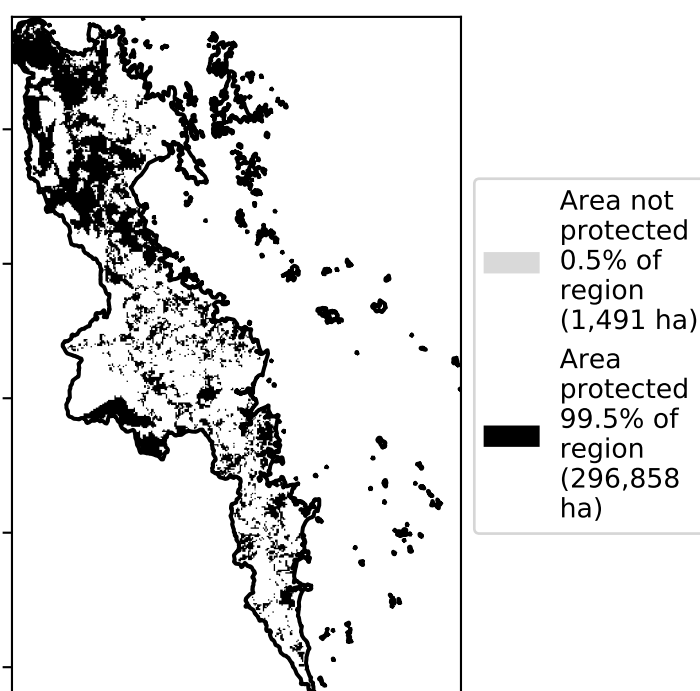 Area not
protected
0.5% of
region
(1,491 ha)
Area
protected
99.5% of
region
(296,858
ha)